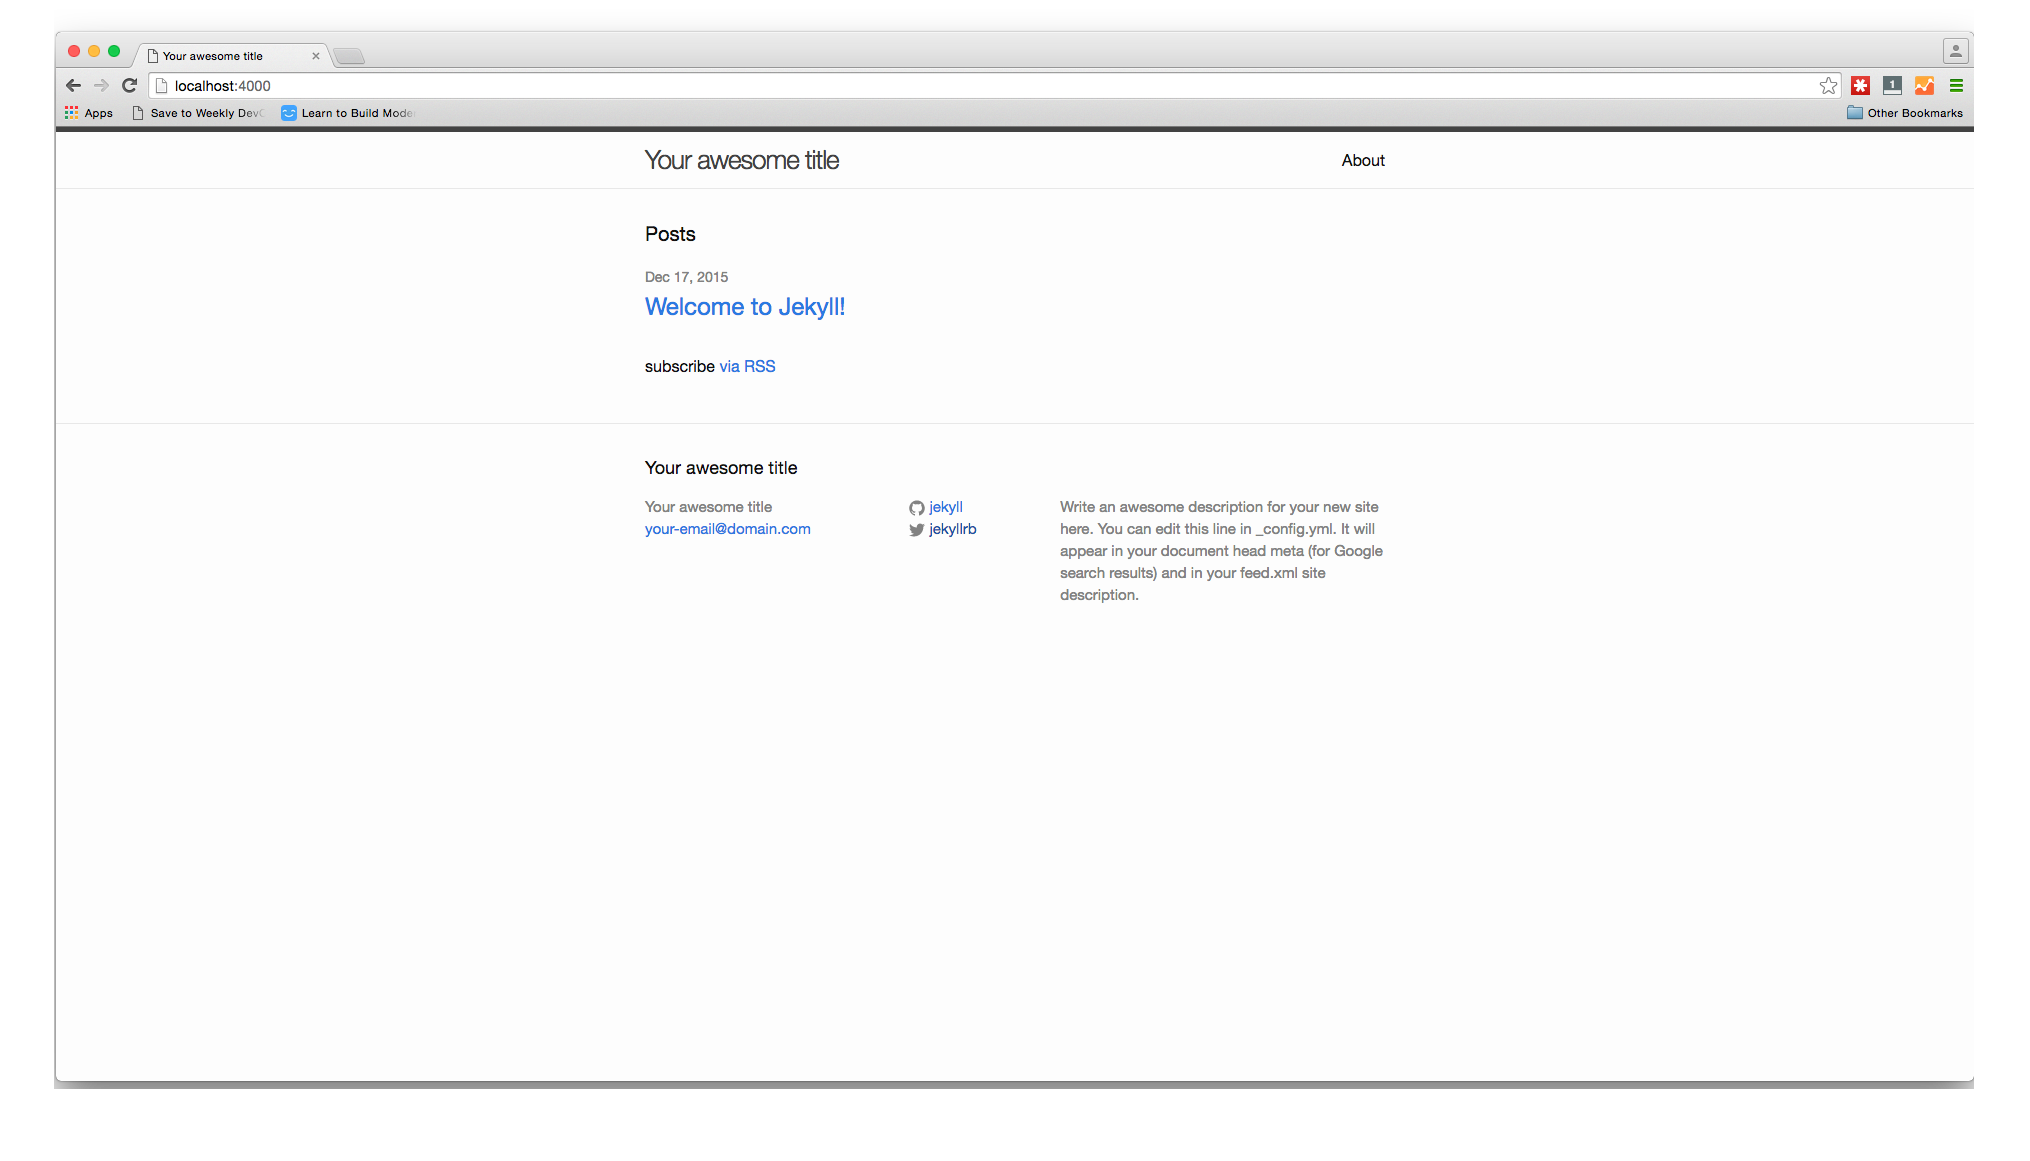 Your awesome title
localhost:4000
Apps Save to Weekly Dev Learn to Build Mode Other Bookmarks
Your awesome title About
Posts
Dec 17, 2015
Welcome to Jekyll!
subscribe via RSS
Your awesome title
Your awesome title
your-email@domain.com
jekyll
jekyllrb
Write an awesome description for your new site
here. You can edit this line in _config.yml. It will
appear in your document head meta (for Google
search results) and in your feed.xml site
description.
1